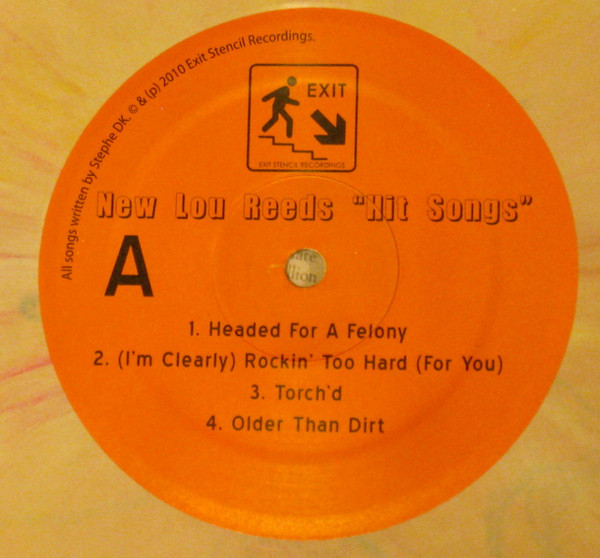 All songs written by Stephe DK. © & (p) 2010 Exit Stencil Recordings.
EXIT
EXIT STENCIL RECORDINGS
New Lou Reeds "Hit Songs"
A
1. Headed For A Felony
2. (I'm Clearly) Rockin' Too Hard (For You)
3. Torch'd
4. Older Than Dirt